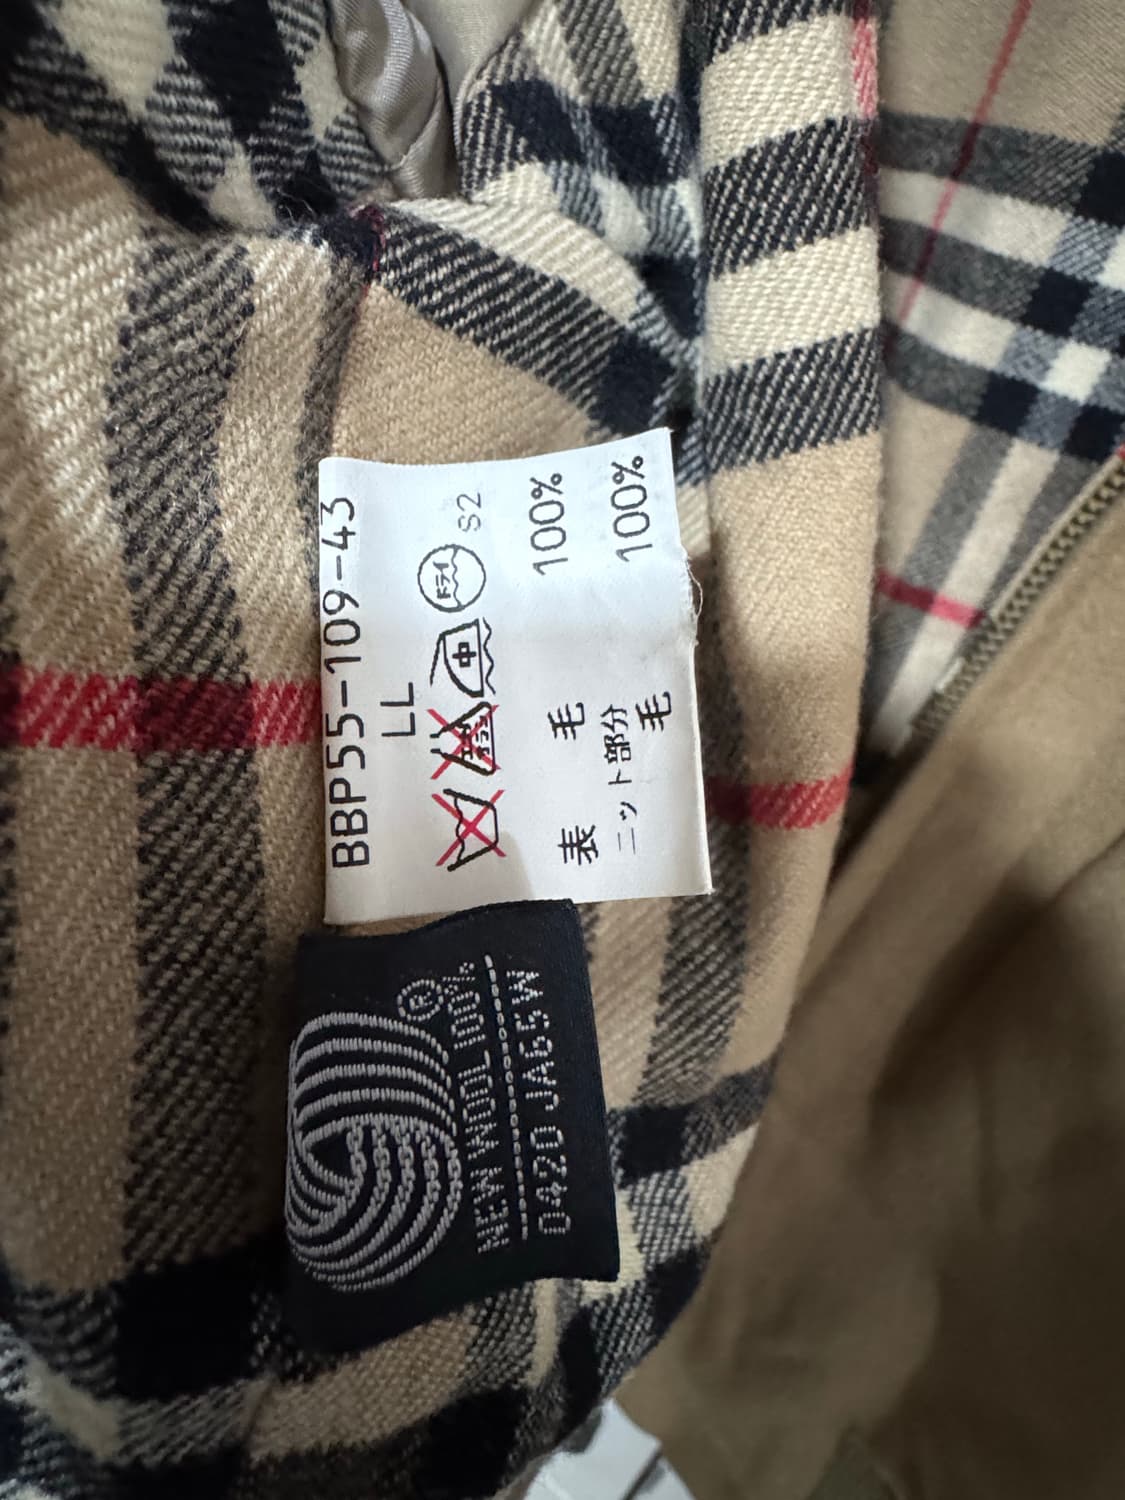 BBP55-109-43
LL
ドライ
中
S2
表 毛 100%
ニット部分
毛 100%
NEW WOOL 100%
0420 JA65W